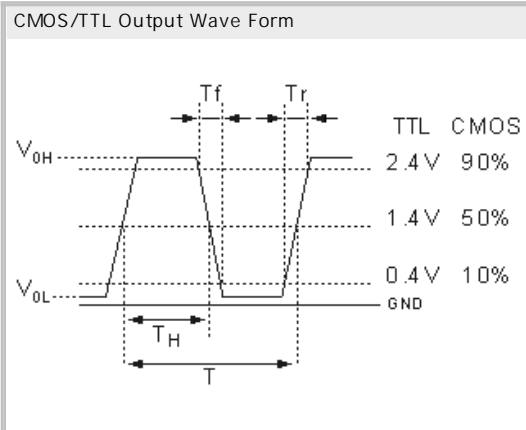 CMOS/TTL Output Wave Form
Tf Tr
TTL CMOS
V0H
2.4V 90%
1.4V 50%
0.4V 10%
V0L
GND
TH
T